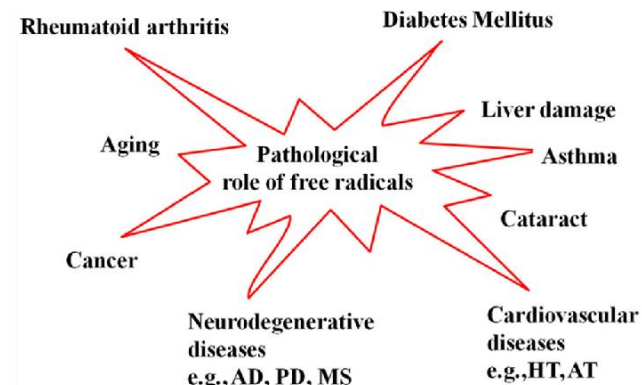 Rheumatoid arthritis
Diabetes Mellitus
Liver damage
Aging
Pathological
role of free radicals
Asthma
Cataract
Cancer
Neurodegenerative
diseases
e.g., AD, PD, MS
Cardiovascular
diseases
e.g.,HT, AT